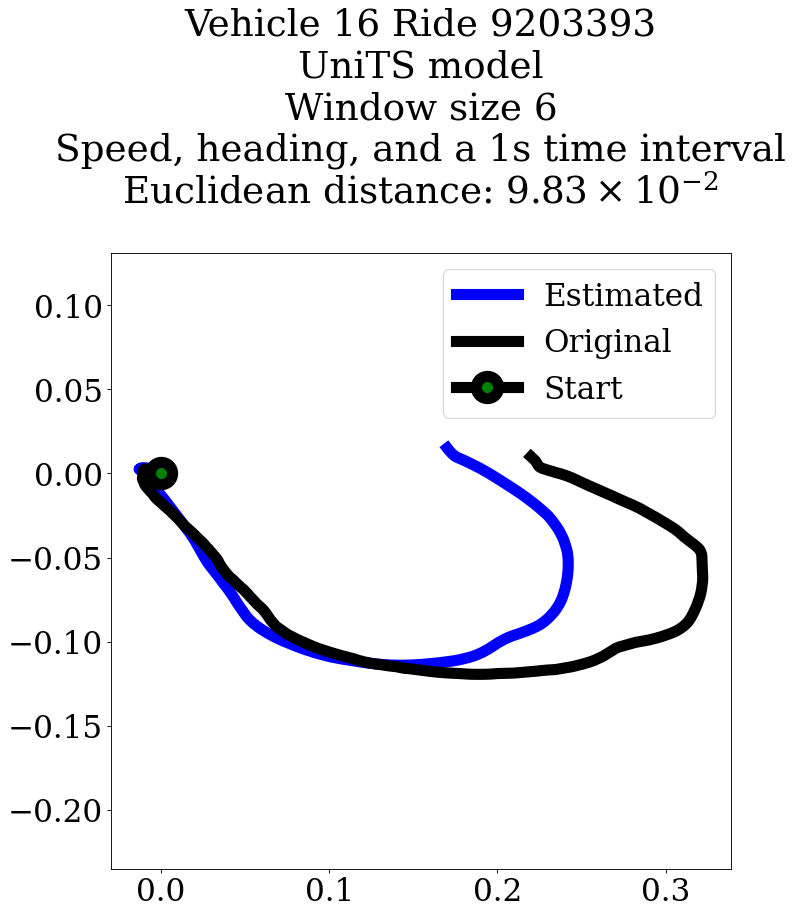 Vehicle 16 Ride 9203393
UniTS model
Window size 6
Speed, heading, and a 1s time interval
Euclidean distance: 9.83 × 10⁻²
Estimated
Original
Start
0.10
0.05
0.00
−0.05
−0.10
−0.15
−0.20
0.0 0.1 0.2 0.3